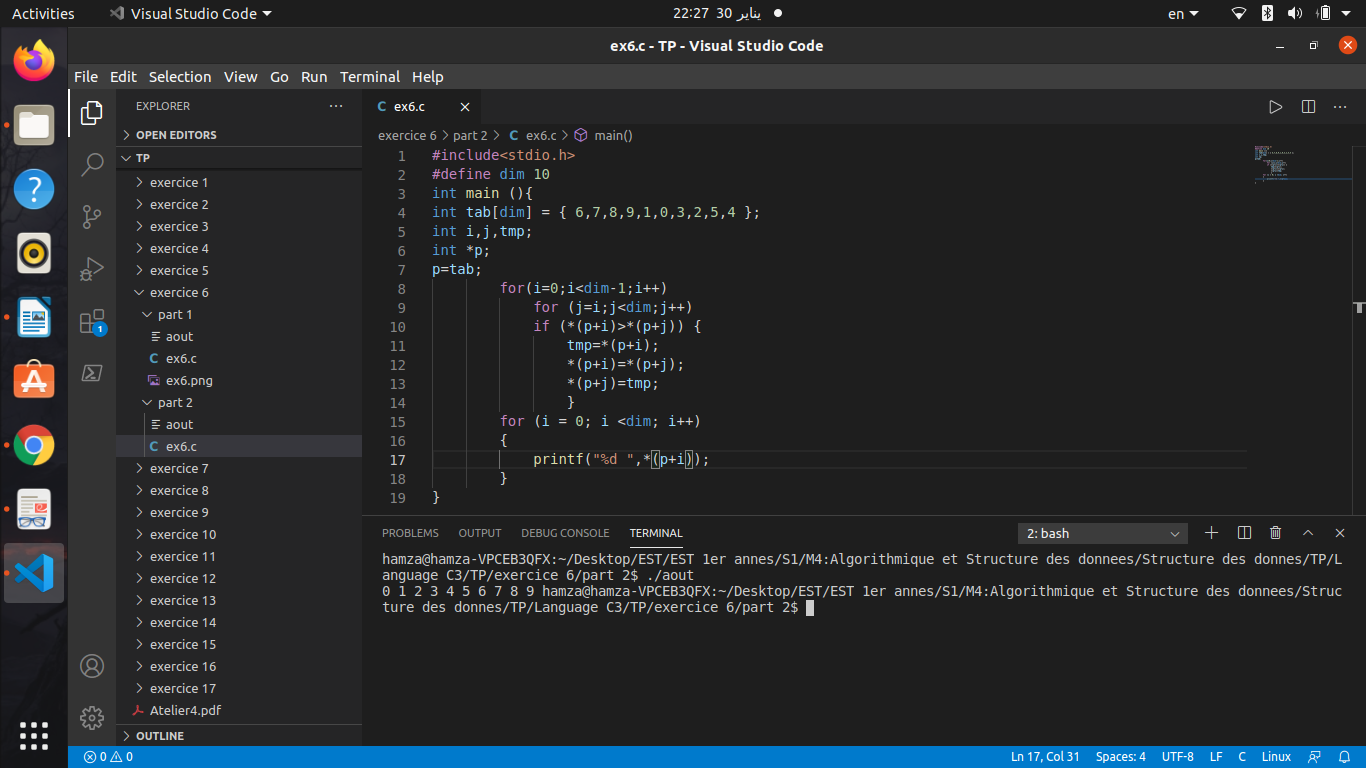 Activities
Visual Studio Code
22:27 30 يناير
en
ex6.c - TP - Visual Studio Code
File Edit Selection View Go Run Terminal Help
EXPLORER
OPEN EDITORS
TP
exercice 1
exercice 2
exercice 3
exercice 4
exercice 5
exercice 6
part 1
aout
C ex6.c
ex6.png
part 2
aout
C ex6.c
exercice 7
exercice 8
exercice 9
exercice 10
exercice 11
exercice 12
exercice 13
exercice 14
exercice 15
exercice 16
exercice 17
Atelier4.pdf
OUTLINE
1
C ex6.c
exercice 6 > part 2 > C ex6.c > main()
1 #include<stdio.h>
2 #define dim 10
3 int main (){
4 int tab[dim] = { 6,7,8,9,1,0,3,2,5,4 };
5 int i,j,tmp;
6 int *p;
7 p=tab;
8 for(i=0;i<dim-1;i++)
9 for (j=i;j<dim;j++)
10 if (*(p+i)>*(p+j)) {
11 tmp=*(p+i);
12 *(p+i)=*(p+j);
13 *(p+j)=tmp;
14 }
15 for (i = 0; i <dim; i++)
16 {
17 printf("%d ",*(p+i));
18 }
19 }
PROBLEMS OUTPUT DEBUG CONSOLE TERMINAL
2: bash
hamza@hamza-VPCEB3QFX:~/Desktop/EST/EST 1er annes/S1/M4:Algorithmique et Structure des donnees/Structure des donnes/TP/L
anguage C3/TP/exercice 6/part 2$ ./aout
0 1 2 3 4 5 6 7 8 9 hamza@hamza-VPCEB3QFX:~/Desktop/EST/EST 1er annes/S1/M4:Algorithmique et Structure des donnees/Struc
ture des donnes/TP/Language C3/TP/exercice 6/part 2$
0 0
Ln 17, Col 31 Spaces: 4 UTF-8 LF C Linux